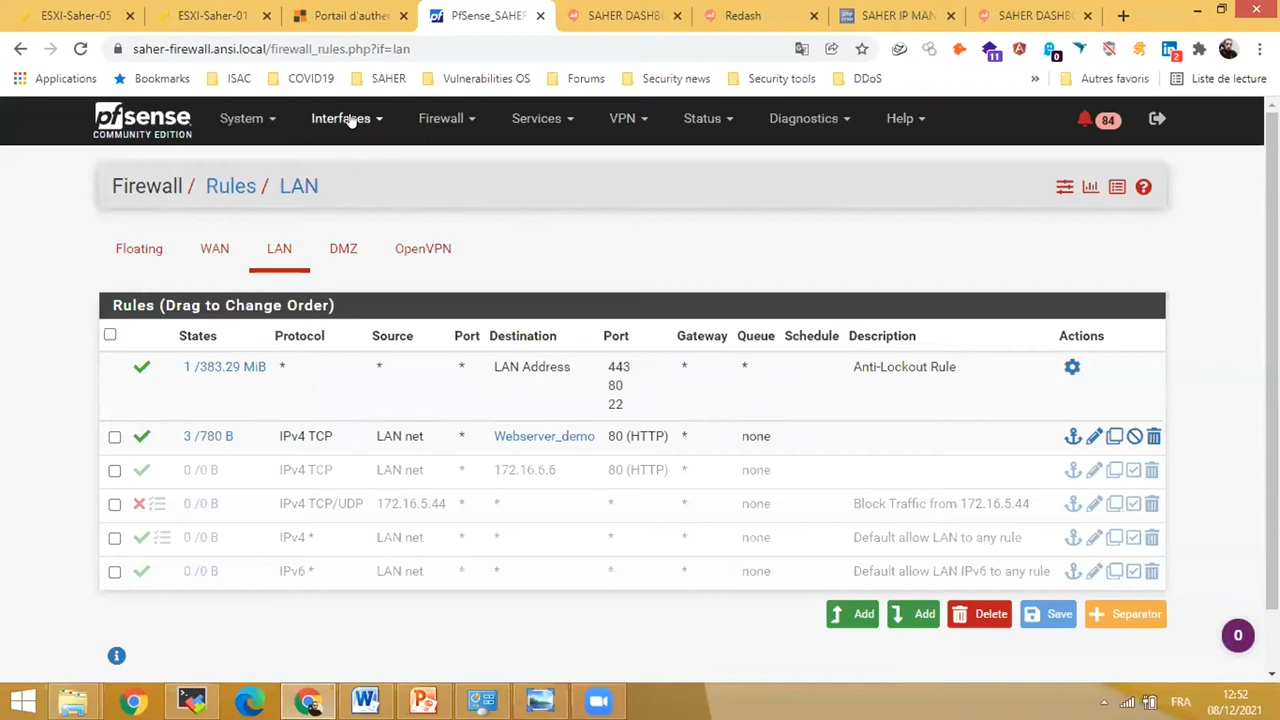 ESXI-Saher-05 - ESXI-Saher-01 Portail d'authe PfSense_SAHER SAHER DASHB Redash SAHER IP MAN SAHER DASHB
saher-firewall.ansi.local/firewall_rules.php?if=lan 11 0 2
Applications Bookmarks ISAC COVID19 SAHER Vulnerabilities OS Forums Security news Security tools DDoS » Autres favoris Liste de lecture
pfsense COMMUNITY EDITION
System Interfaces Firewall Services VPN Status Diagnostics Help 84
Firewall / Rules / LAN
Floating WAN LAN DMZ OpenVPN
Rules (Drag to Change Order)
States Protocol Source Port Destination Port Gateway Queue Schedule Description Actions
1 /383.29 MiB * * * LAN Address 443 * * Anti-Lockout Rule
80
22
3 /780 B IPv4 TCP LAN net * Webserver_demo 80 (HTTP) * none
0 /0 B IPv4 TCP LAN net * 172.16.6.6 80 (HTTP) * none
0 /0 B IPv4 TCP/UDP 172.16.5.44 * * * * none Block Traffic from 172.16.5.44
0 /0 B IPv4 * LAN net * * * * none Default allow LAN to any rule
0 /0 B IPv6 * LAN net * * * * none Default allow LAN IPv6 to any rule
Add Add Delete Save Separator
0
FR 12:52
08/12/2021